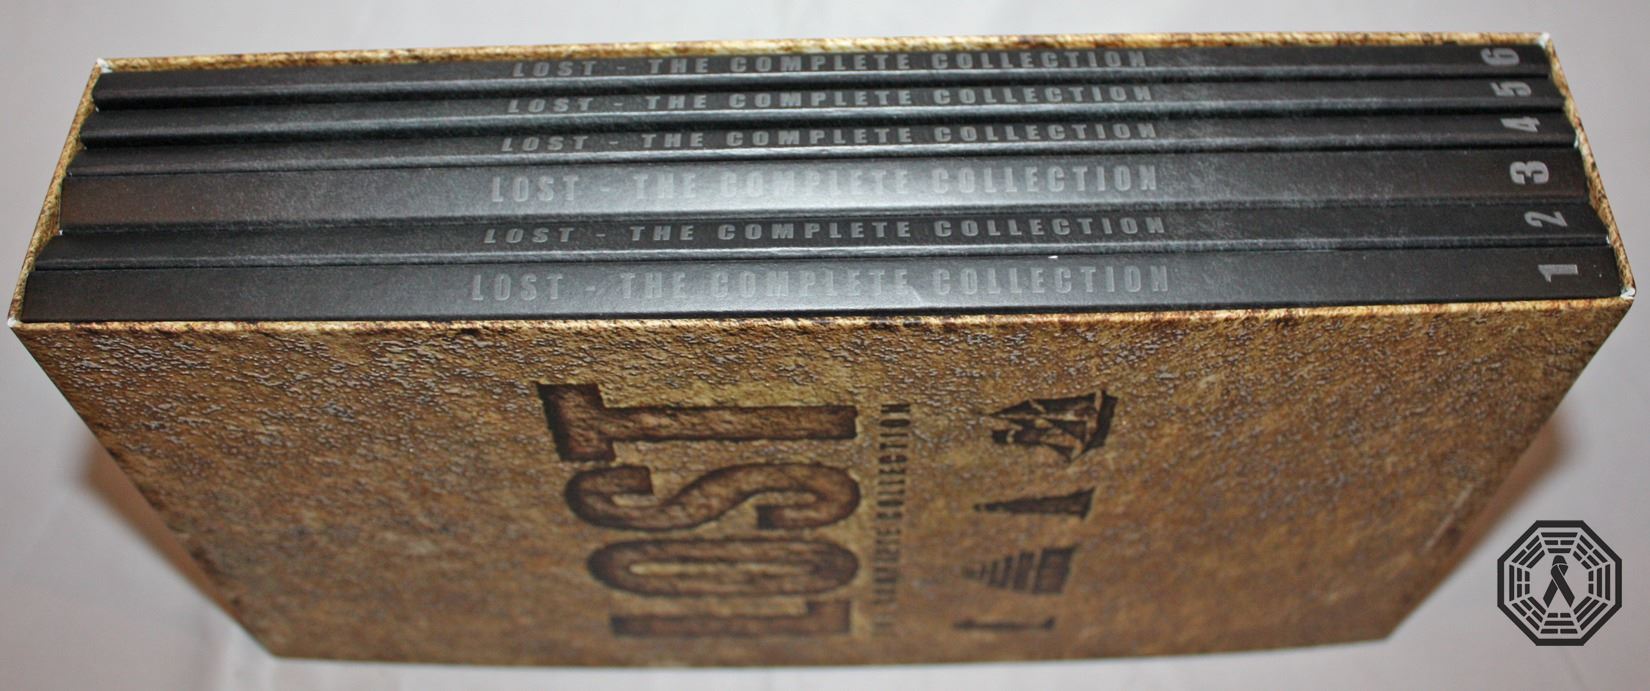 LOST - THE COMPLETE COLLECTION 6
LOST - THE COMPLETE COLLECTION 5
LOST - THE COMPLETE COLLECTION 4
LOST - THE COMPLETE COLLECTION 3
LOST - THE COMPLETE COLLECTION 2
LOST - THE COMPLETE COLLECTION 1
LOST
THE COMPLETE COLLECTION